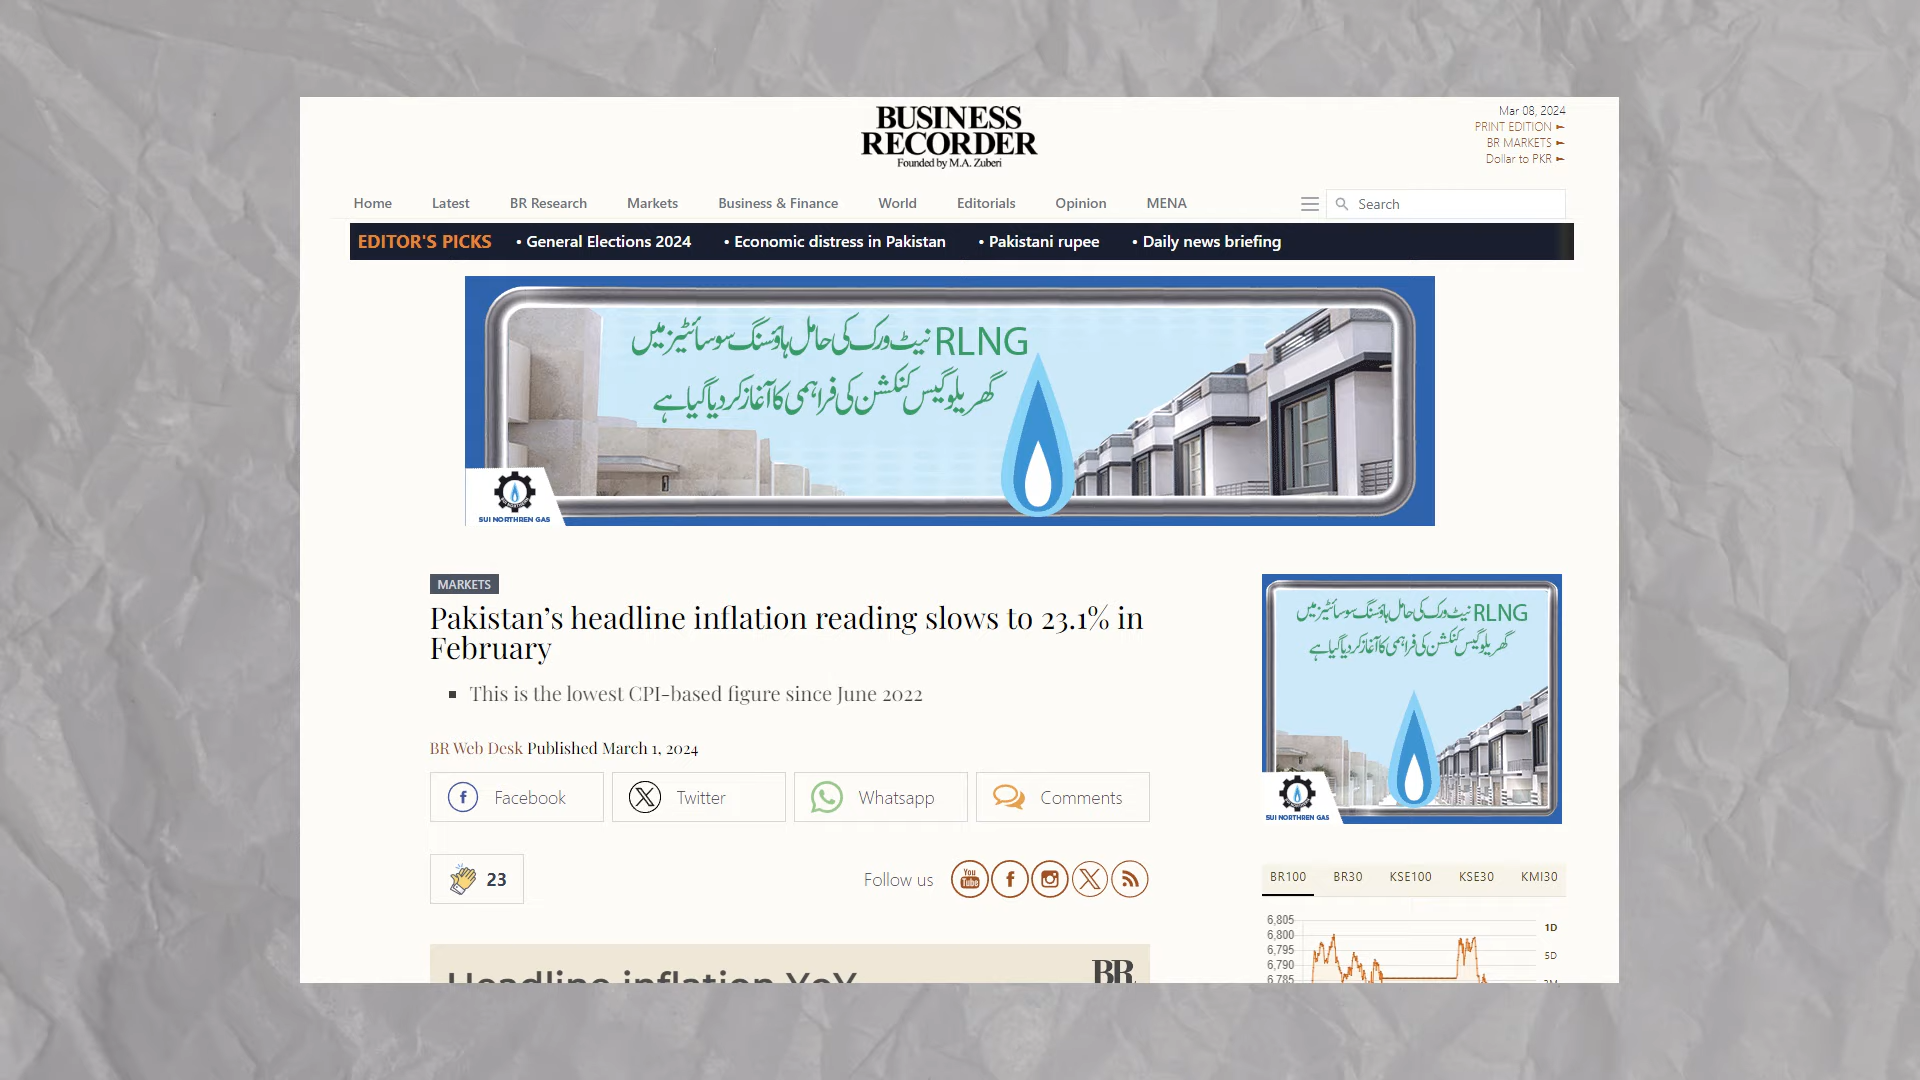 BUSINESS
RECORDER
Founded by M.A. Zuberi
Mar 08, 2024
PRINT EDITION
BR MARKETS
Dollar to PKR
Home Latest BR Research Markets Business & Finance World Editorials Opinion MENA
Search
EDITOR'S PICKS • General Elections 2024 • Economic distress in Pakistan • Pakistani rupee • Daily news briefing
RLNG نیٹ ورک کی حامل ہاؤسنگ سوسائٹیز میں
گھریلو گیس کنکشن کی فراہمی کا آغاز کر دیا گیا ہے
SUI NORTHREN GAS
MARKETS
Pakistan’s headline inflation reading slows to 23.1% in
February
▪ This is the lowest CPI-based figure since June 2022
BR Web Desk Published March 1, 2024
Facebook Twitter Whatsapp Comments
23
Follow us
You Tube
Headline inflation YoY
BR
RLNG نیٹ ورک کی حامل ہاؤسنگ سوسائٹیز میں
گھریلو گیس کنکشن کی فراہمی کا آغاز کر دیا گیا ہے
SUI NORTHREN GAS
BR100 BR30 KSE100 KSE30 KMI30
6,805
6,800
6,795
6,790
6,785
1D
5D